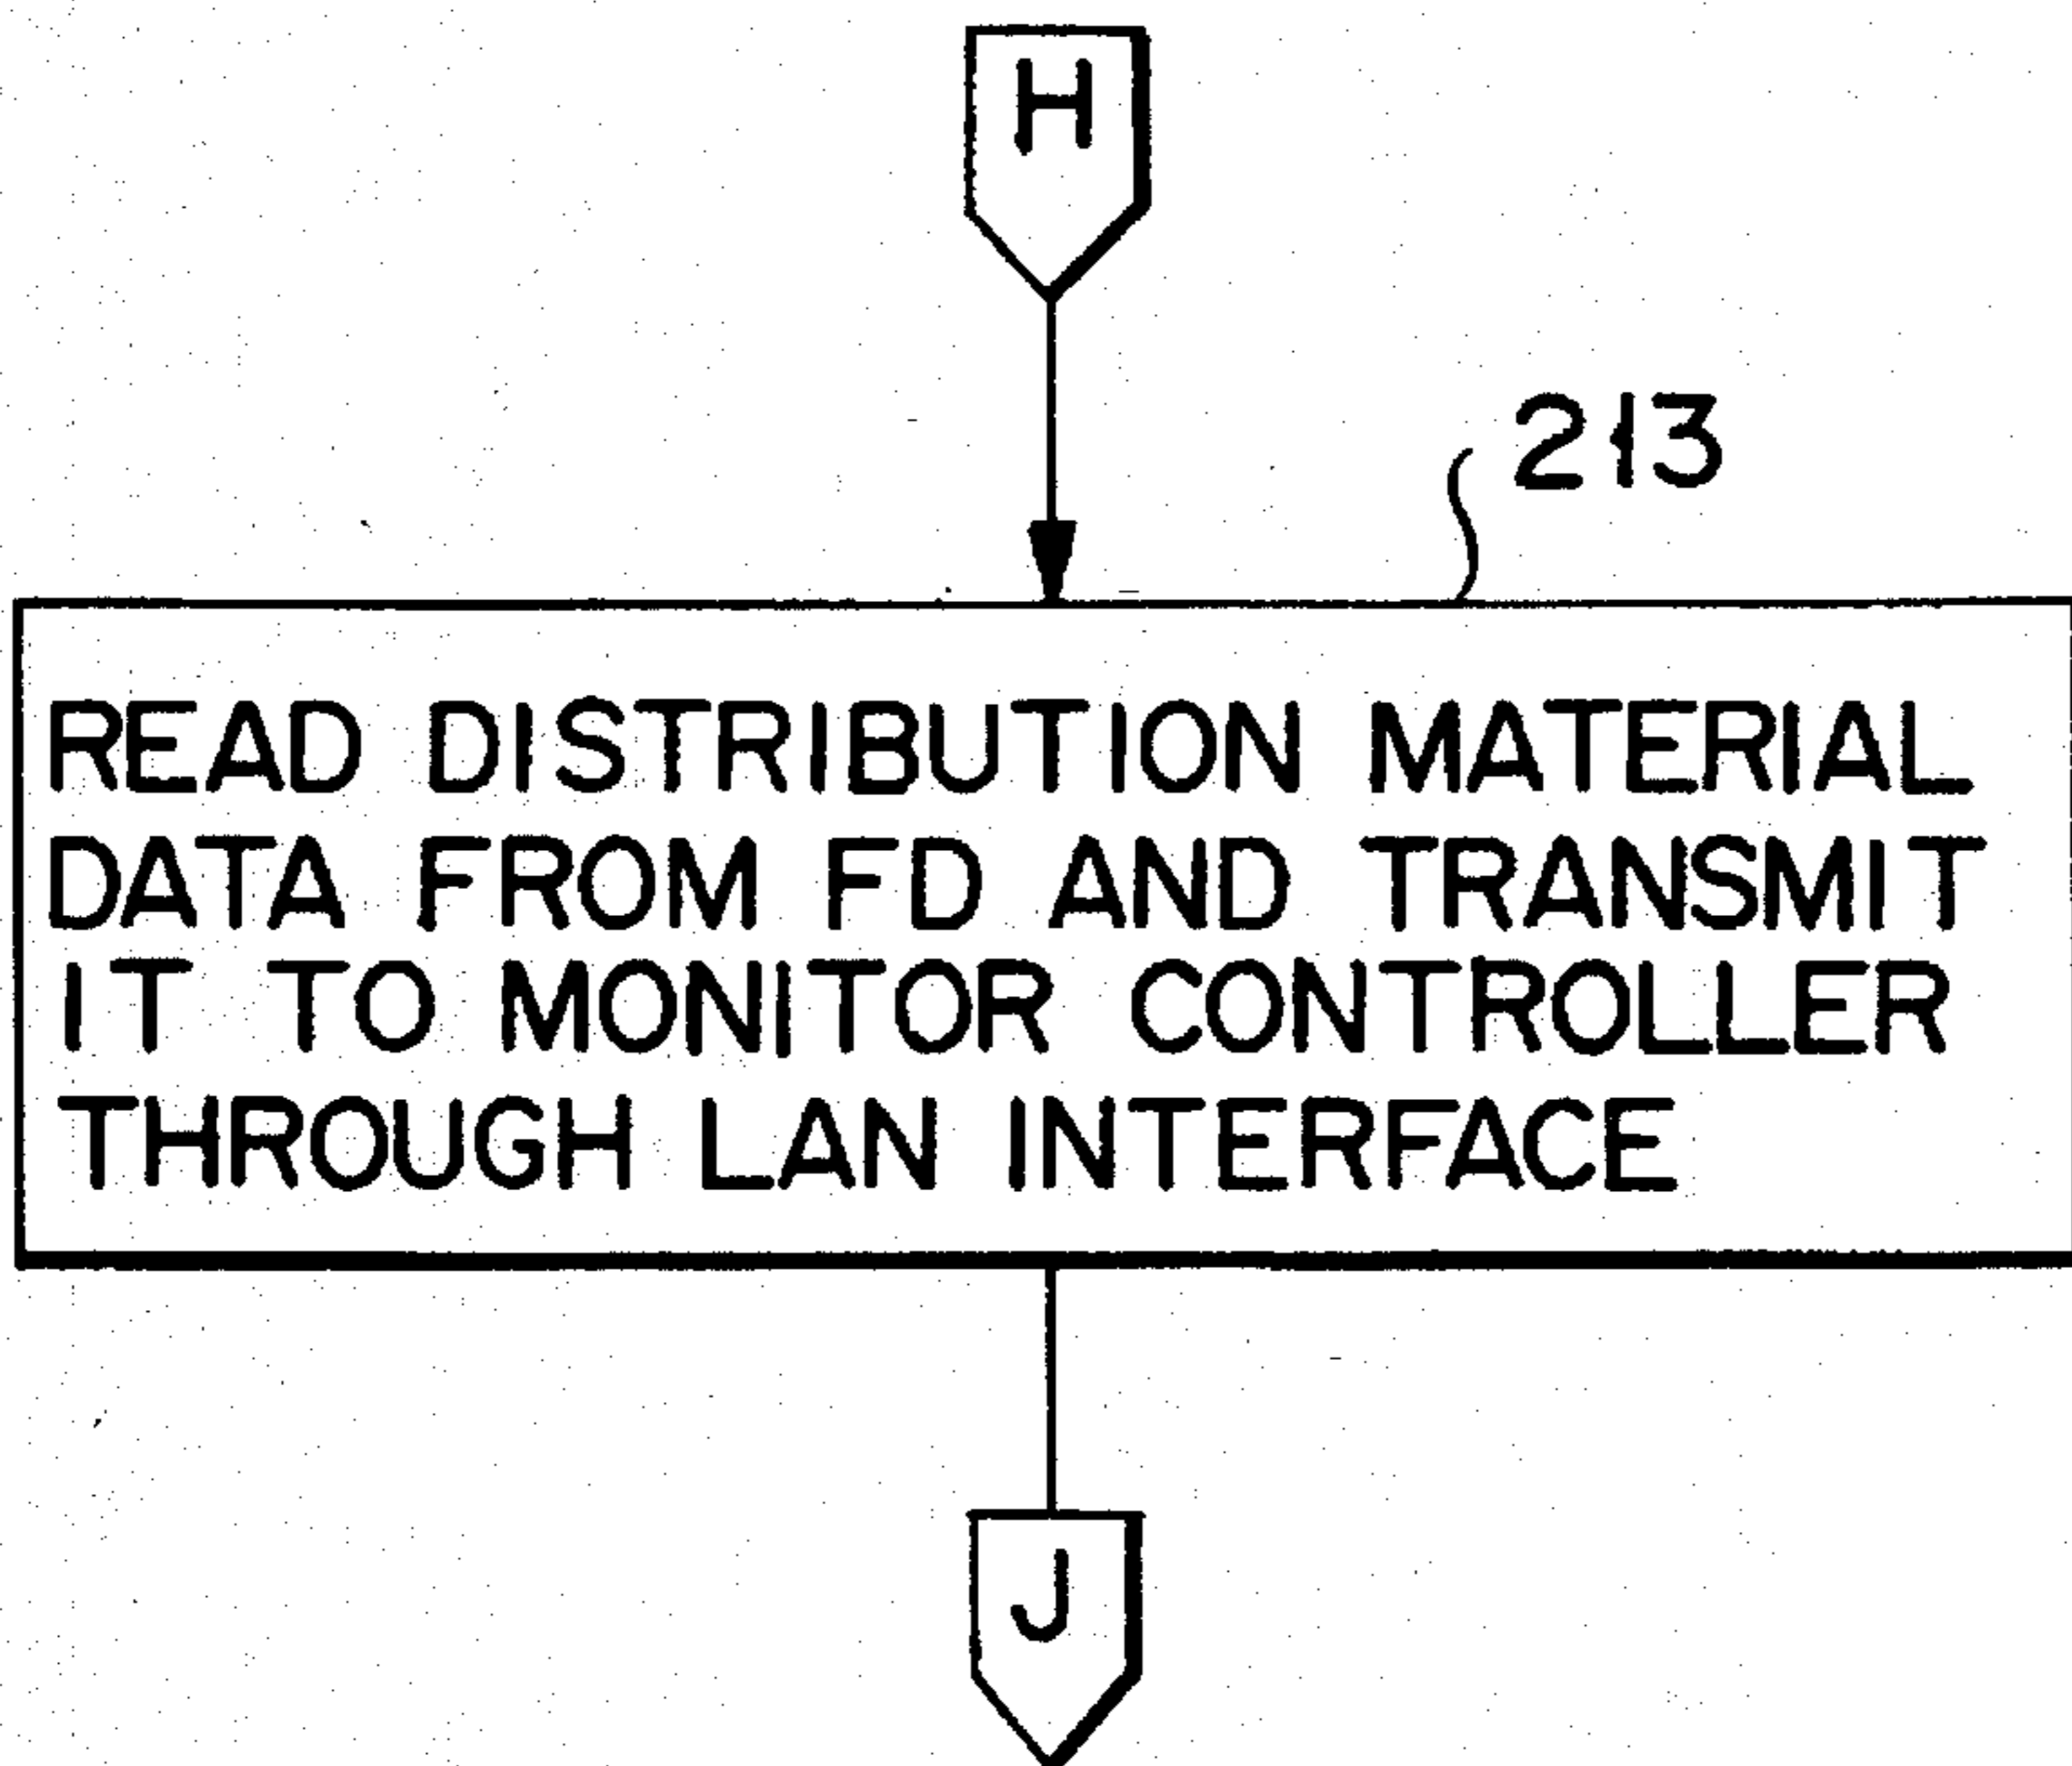 H
213
READ DISTRIBUTION MATERIAL
DATA FROM FD AND TRANSMIT
IT TO MONITOR CONTROLLER
THROUGH LAN INTERFACE
J